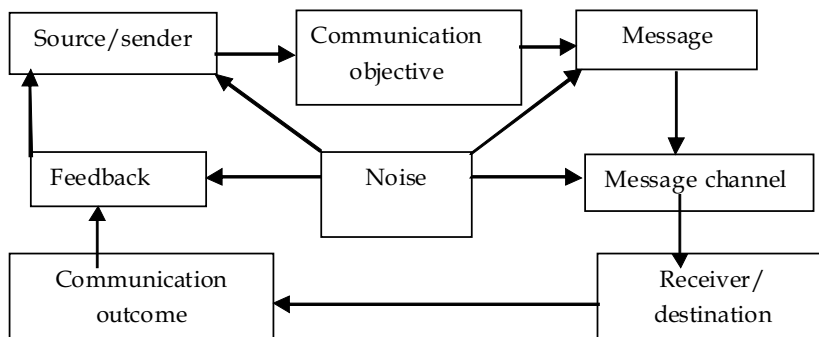 Source/sender
Communication
objective
Message
Feedback
Noise
Message channel
Communication
outcome
Receiver/
destination